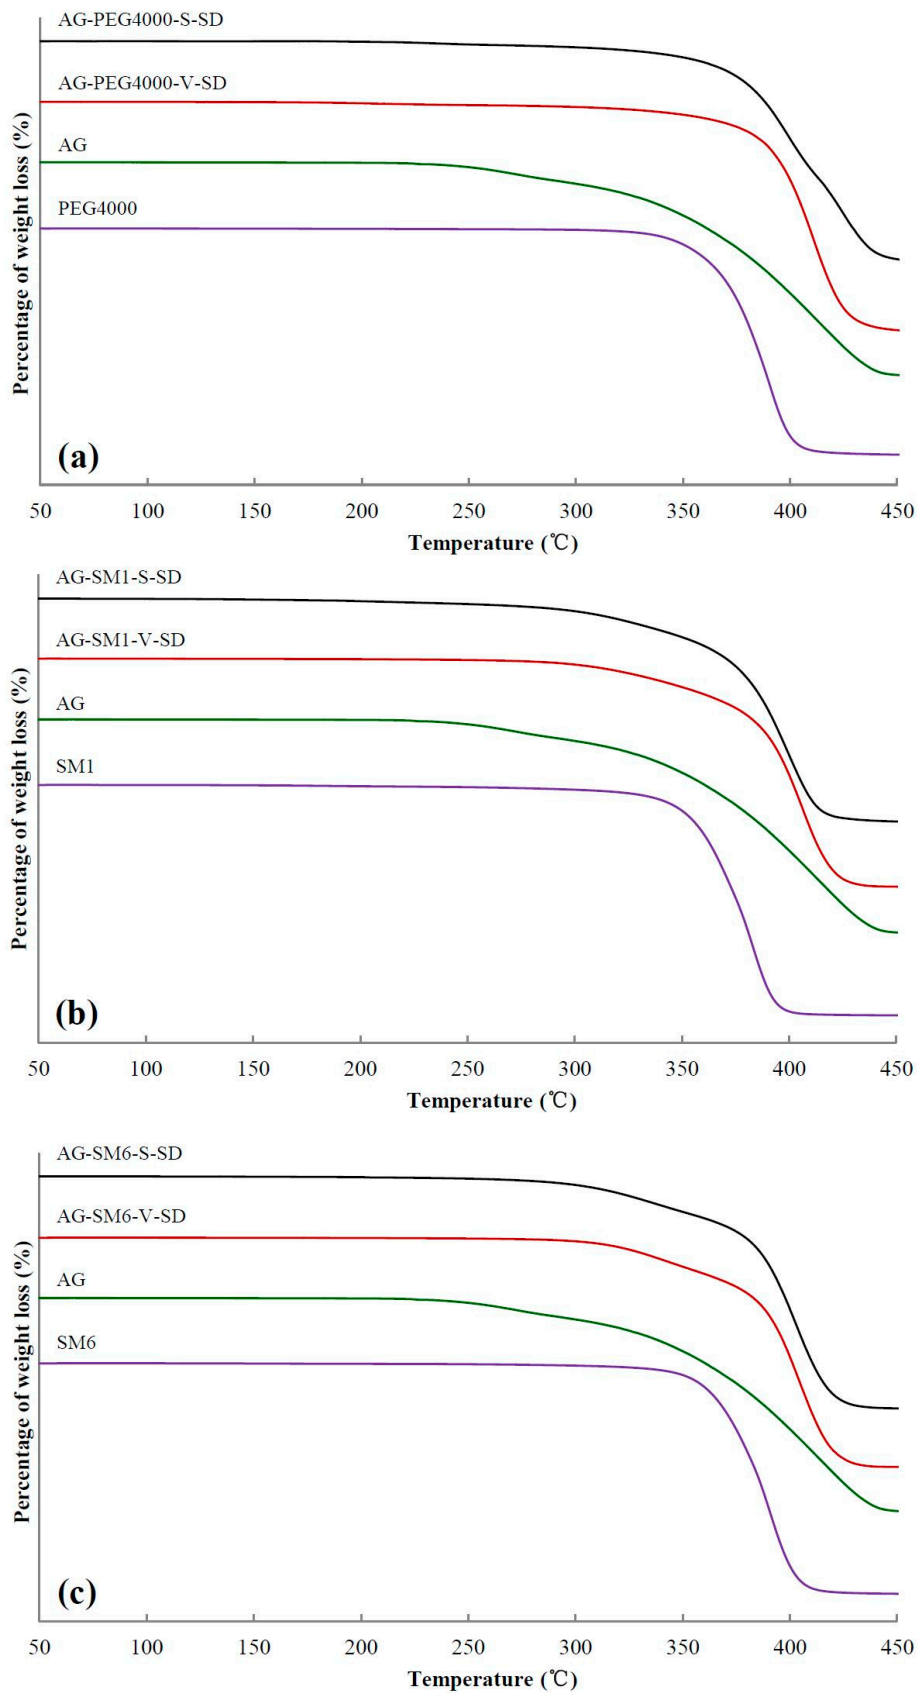 AG-PEG4000-S-SD
AG-PEG4000-V-SD
AG
PEG4000
Percentage of weight loss (%)
(a)
50 100 150 200 250 300 350 400 450
Temperature (℃)
AG-SM1-S-SD
AG-SM1-V-SD
AG
SM1
Percentage of weight loss (%)
(b)
50 100 150 200 250 300 350 400 450
Temperature (℃)
AG-SM6-S-SD
AG-SM6-V-SD
AG
SM6
Percentage of weight loss (%)
(c)
50 100 150 200 250 300 350 400 450
Temperature (℃)